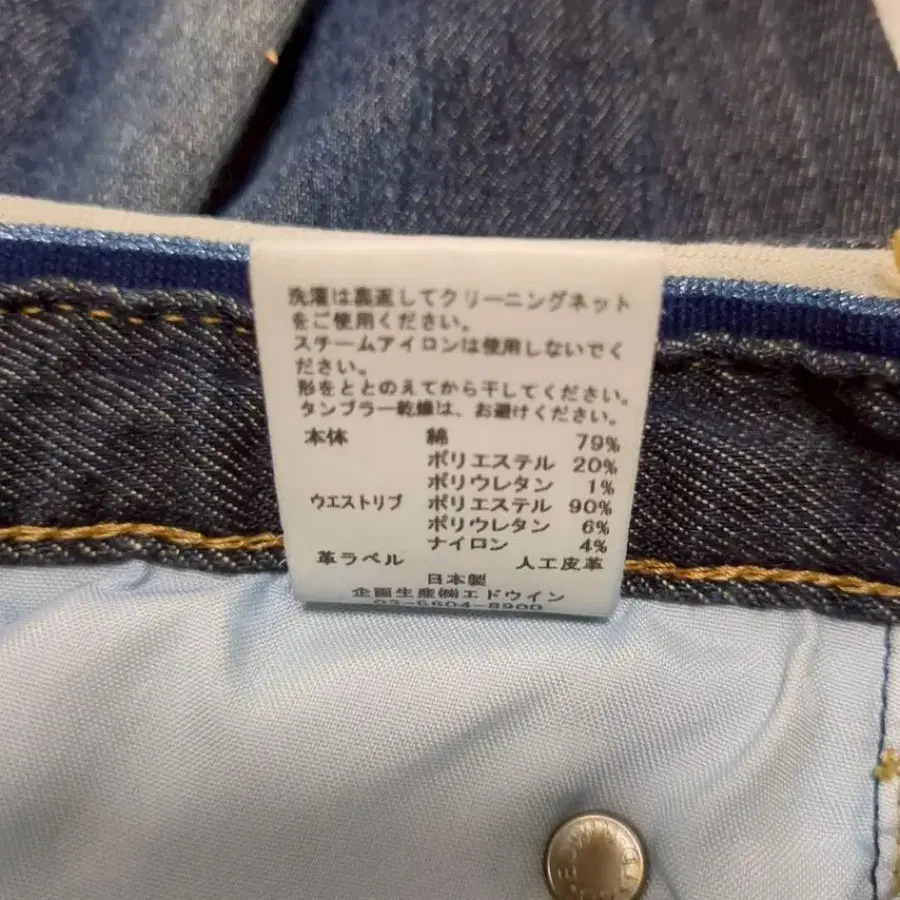 洗濯は裏返してクリーニングネット
をご使用ください。
スチームアイロンは使用しないでく
ださい。
形をととのえてから干してください。
タンブラー乾燥は、お避けください。
本体 綿 79%
ポリエステル 20%
ポリウレタン 1%
ウエストリブ ポリエステル 90%
ポリウレタン 6%
ナイロン 4%
革ラベル 人工皮革
日本製
企画生産㈱エドウイン
03-5604-8900